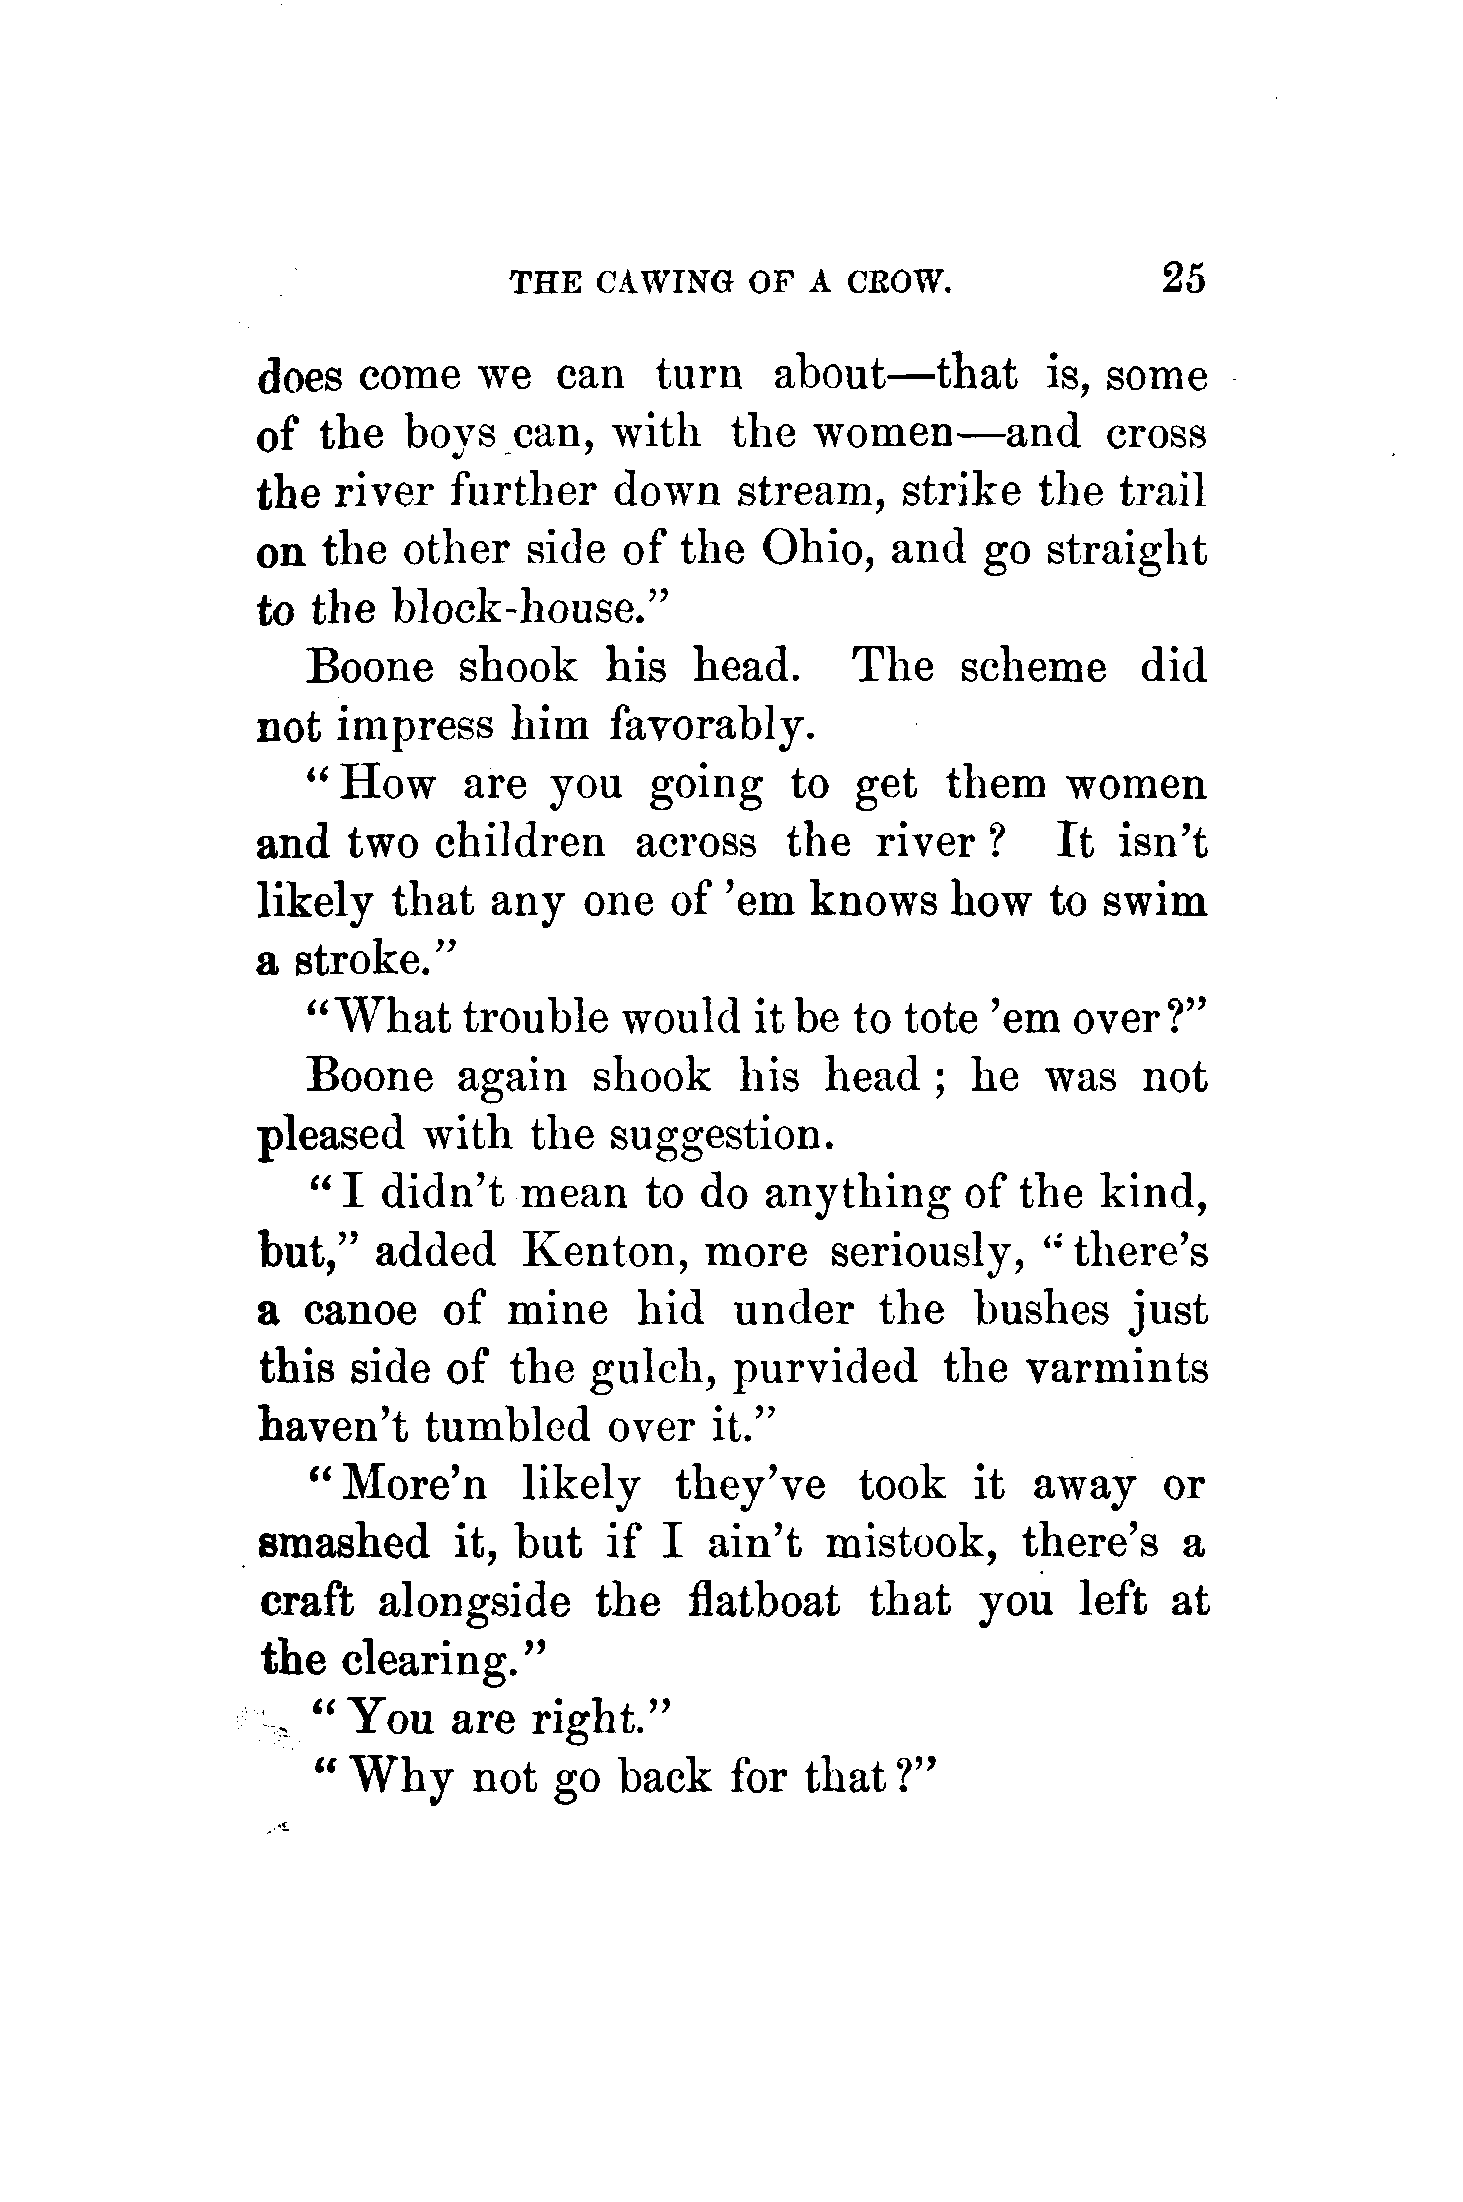 THE CAWING OF A CROW. 25
does come we can turn about—that is, some
of the boys can, with the women—and cross
the river further down stream, strike the trail
on the other side of the Ohio, and go straight
to the block-house.”
Boone shook his head. The scheme did
not impress him favorably.
“ How are you going to get them women
and two children across the river ? It isn’t
likely that any one of ’em knows how to swim
a stroke.”
“What trouble would it be to tote ’em over?”
Boone again shook his head ; he was not
pleased with the suggestion.
“ I didn’t mean to do anything of the kind,
but,” added Kenton, more seriously, “ there’s
a canoe of mine hid under the bushes just
this side of the gulch, purvided the varmints
haven’t tumbled over it.”
“ More’n likely they’ve took it away or
smashed it, but if I ain’t mistook, there’s a
craft alongside the flatboat that you left at
the clearing.”
“ You are right.”
“ Why not go back for that ?”